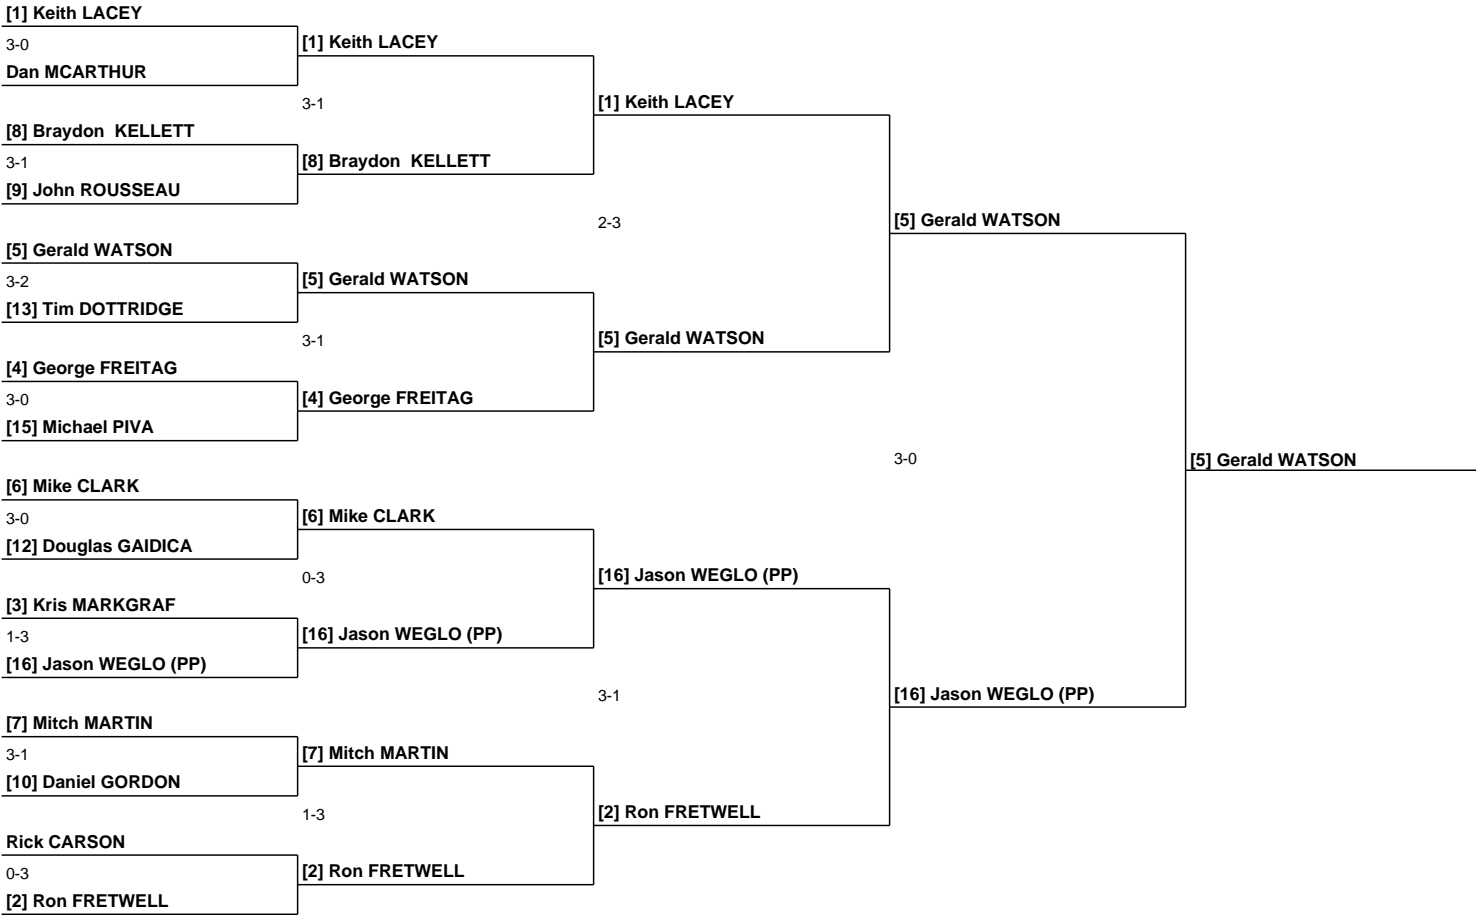 [1] Keith LACEY
3-0
Dan MCARTHUR
[8] Braydon  KELLETT
3-1
[9] John ROUSSEAU
[5] Gerald WATSON
3-2
[13] Tim DOTTRIDGE
[4] George FREITAG
3-0
[15] Michael PIVA
[6] Mike CLARK
3-0
[12] Douglas GAIDICA
[3] Kris MARKGRAF
1-3
[16] Jason WEGLO (PP)
[7] Mitch MARTIN
3-1
[10] Daniel GORDON
Rick CARSON
0-3
[2] Ron FRETWELL
[1] Keith LACEY
3-1
[8] Braydon  KELLETT
[5] Gerald WATSON
3-1
[4] George FREITAG
[6] Mike CLARK
0-3
[16] Jason WEGLO (PP)
[7] Mitch MARTIN
1-3
[2] Ron FRETWELL
[1] Keith LACEY
2-3
[5] Gerald WATSON
[16] Jason WEGLO (PP)
3-1
[2] Ron FRETWELL
[5] Gerald WATSON
3-0
[16] Jason WEGLO (PP)
[5] Gerald WATSON